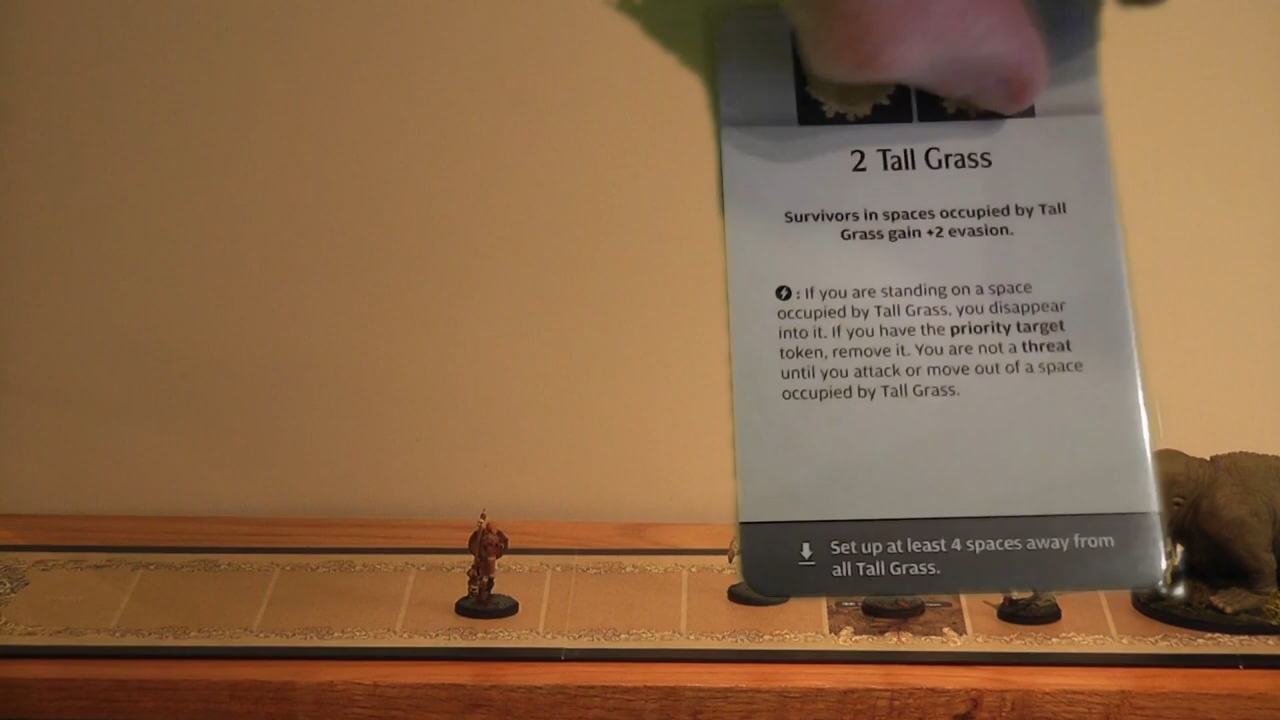 2 Tall Grass
Survivors in spaces occupied by Tall
Grass gain +2 evasion.
: If you are standing on a space
occupied by Tall Grass, you disappear
into it. If you have the priority target
token, remove it. You are not a threat
until you attack or move out of a space
occupied by Tall Grass.
Set up at least 4 spaces away from
all Tall Grass.